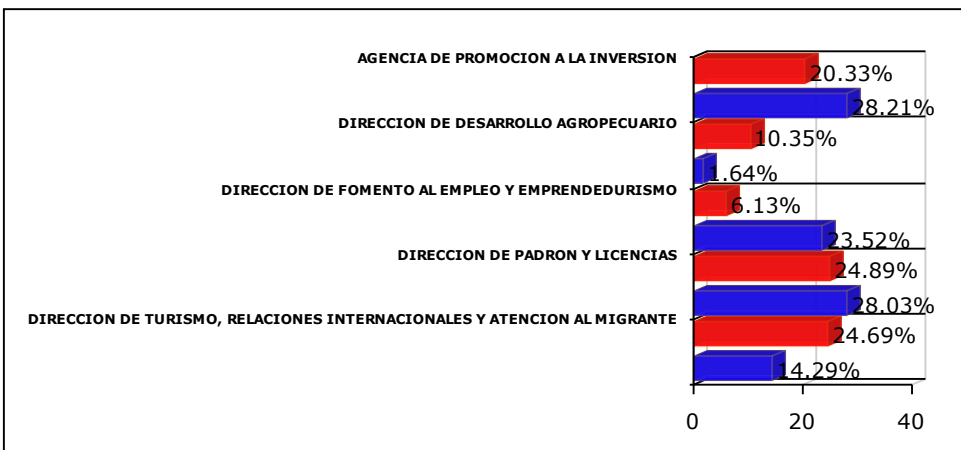 AGENCIA DE PROMOCION A LA INVERSION
20.33%
28.21%
DIRECCION DE DESARROLLO AGROPECUARIO
10.35%
1.64%
DIRECCION DE FOMENTO AL EMPLEO Y EMPRENDEDURISMO
6.13%
23.52%
DIRECCION DE PADRON Y LICENCIAS
24.89%
28.03%
DIRECCION DE TURISMO, RELACIONES INTERNACIONALES Y ATENCION AL MIGRANTE
24.69%
14.29%
0 20 40